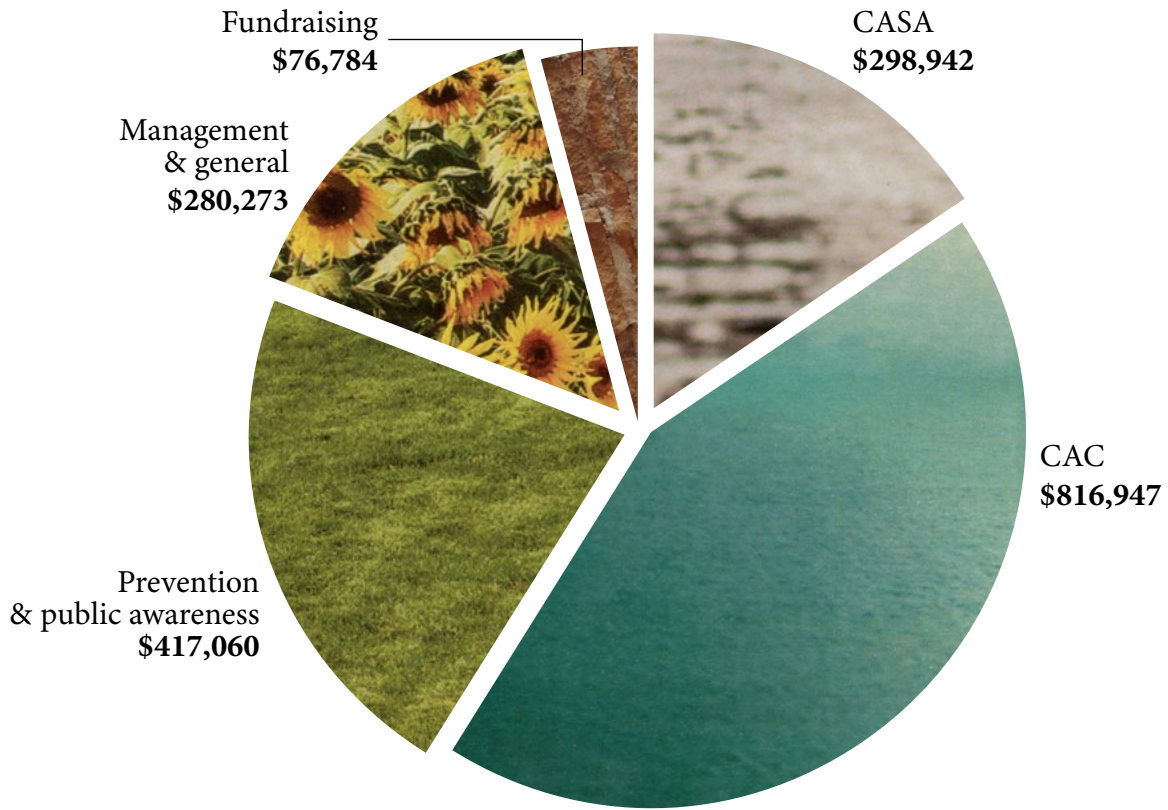 Fundraising
$76,784
CASA
$298,942
Management
& general
$280,273
CAC
$816,947
Prevention
& public awareness
$417,060